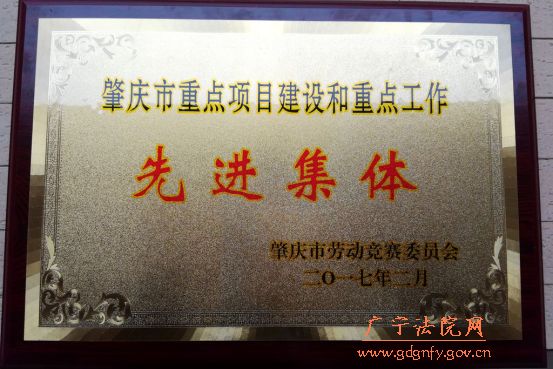 肇庆市重点项目建设和重点工作
先进集体
肇庆市劳动竞赛委员会
二O一七年二月
广宁法院网
www.gdgnfy.gov.cn